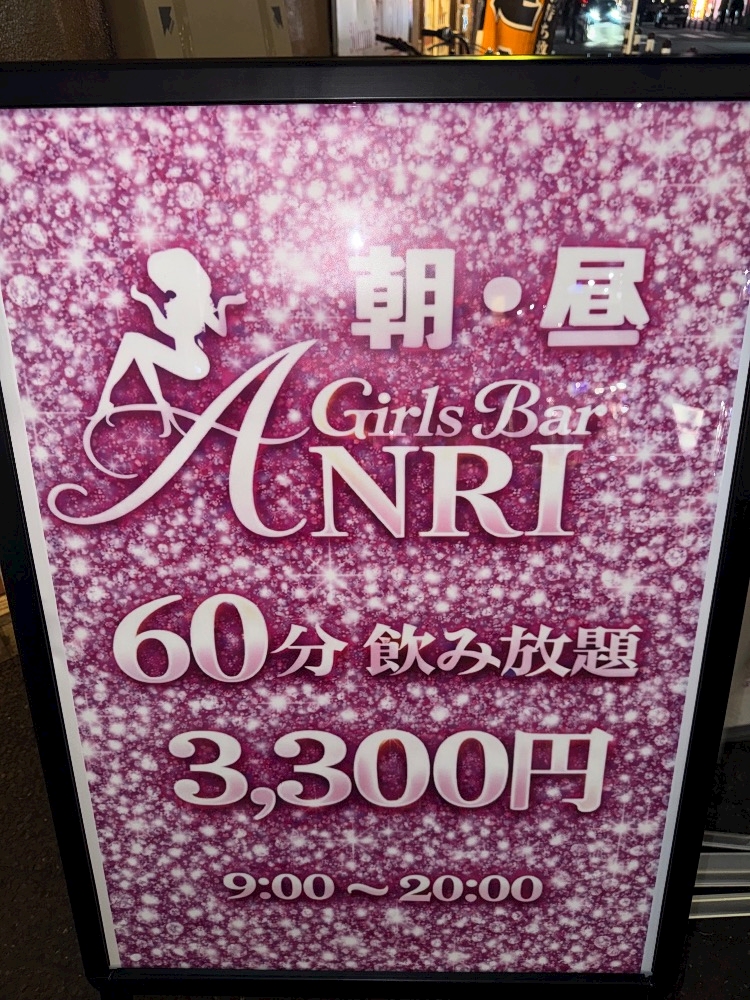 朝・昼
Girls Bar
ANRI
60分 飲み放題
3,300円
9:00～20:00